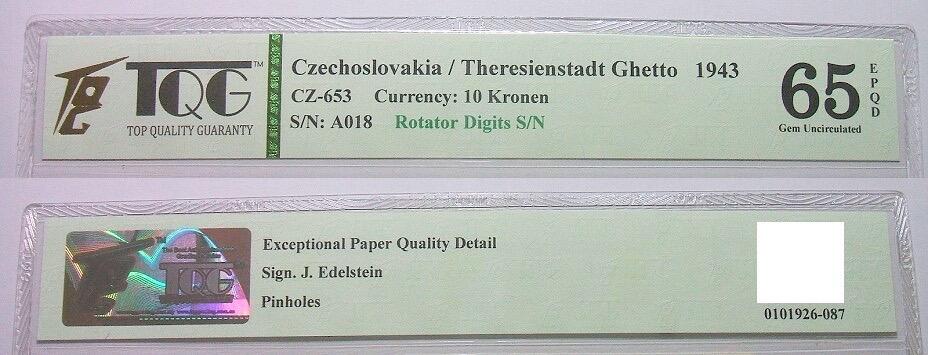 TQG™
TOP QUALITY GUARANTY
Czechoslovakia / Theresienstadt Ghetto 1943
CZ-653 Currency: 10 Kronen
S/N: A018 Rotator Digits S/N
65
EPQD
Gem Uncirculated
TQG
Exceptional Paper Quality Detail
Sign. J. Edelstein
Pinholes
0101926-087